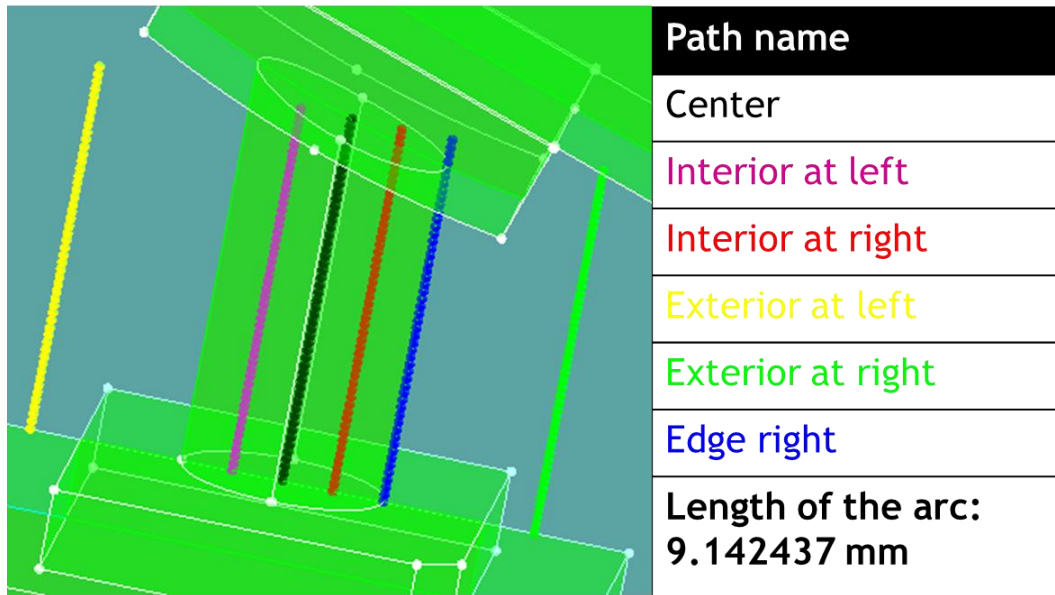 Path name
Center
Interior at left
Interior at right
Exterior at left
Exterior at right
Edge right
Length of the arc:
9.142437 mm